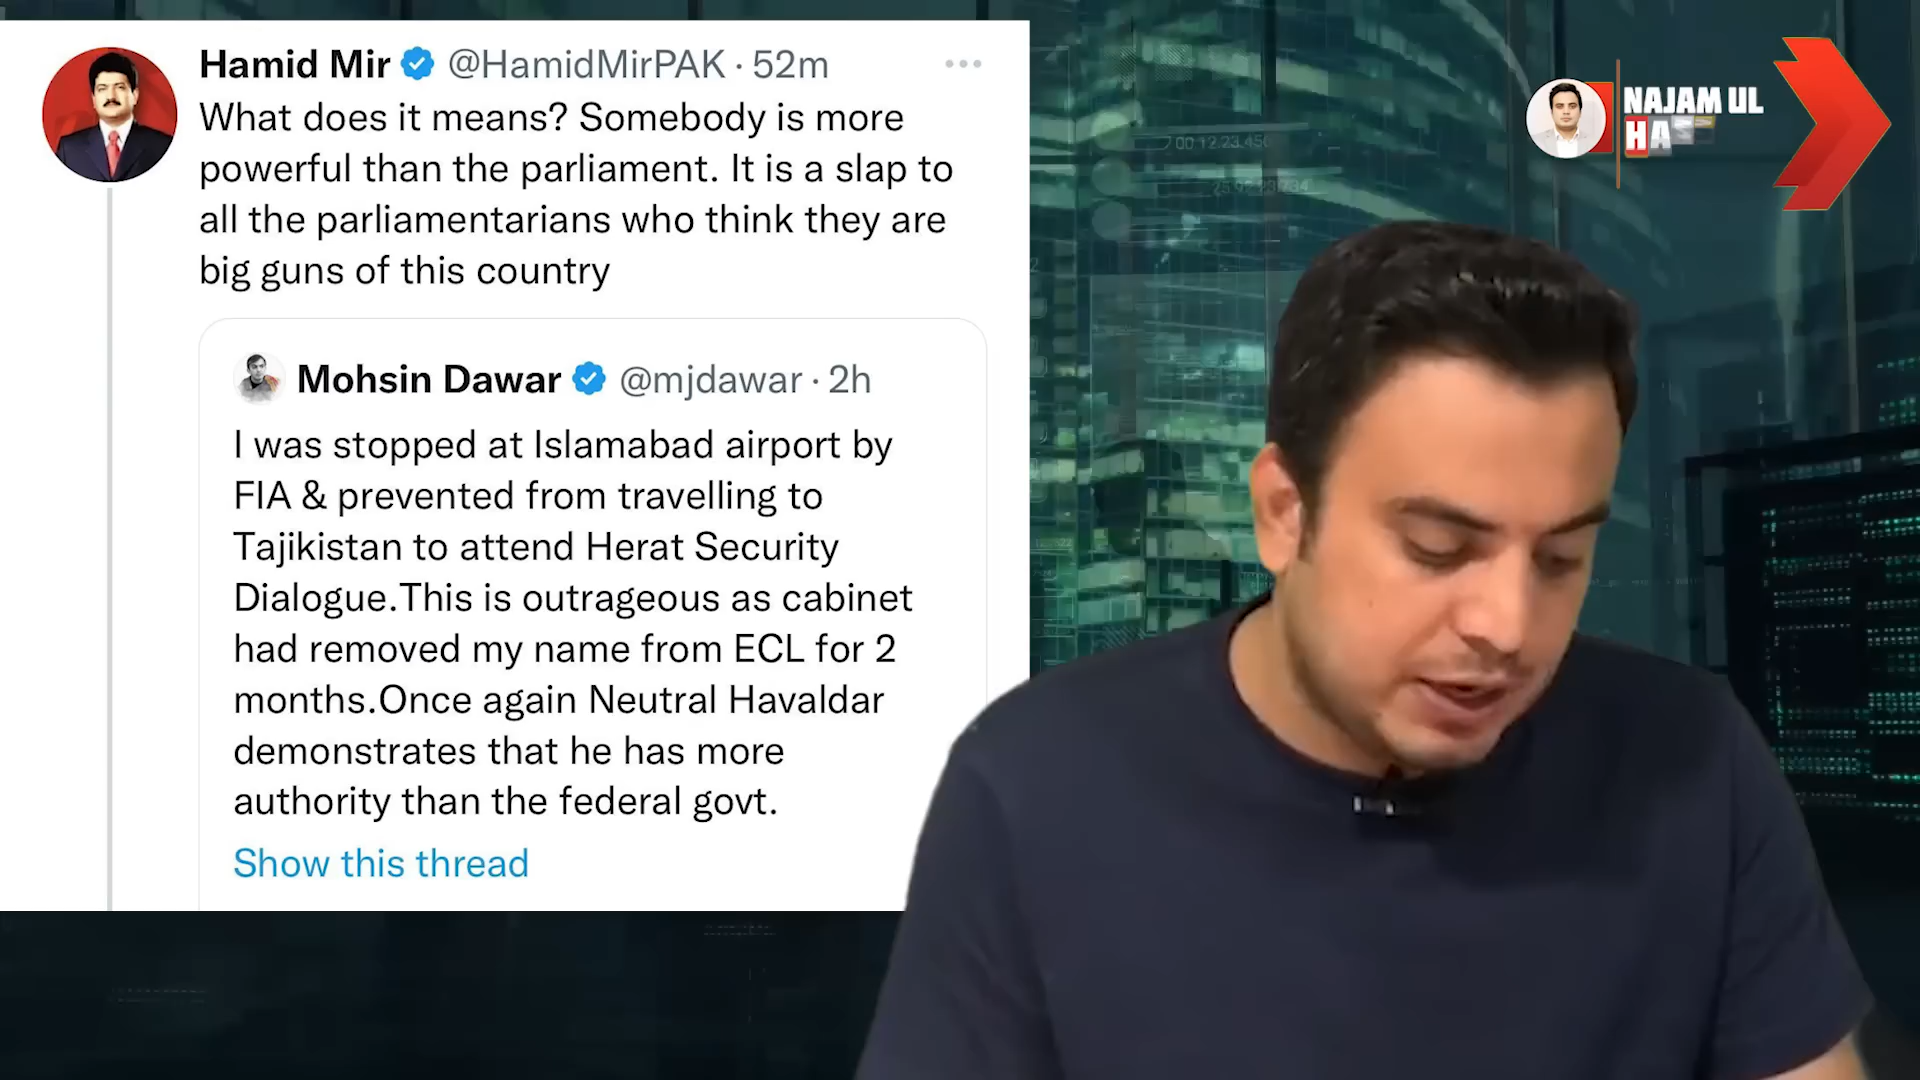 Hamid Mir @HamidMirPAK · 52m
What does it means? Somebody is more
powerful than the parliament. It is a slap to
all the parliamentarians who think they are
big guns of this country
Mohsin Dawar @mjdawar · 2h
I was stopped at Islamabad airport by
FIA & prevented from travelling to
Tajikistan to attend Herat Security
Dialogue.This is outrageous as cabinet
had removed my name from ECL for 2
months.Once again Neutral Havaldar
demonstrates that he has more
authority than the federal govt.
Show this thread
NAJAM UL
HA